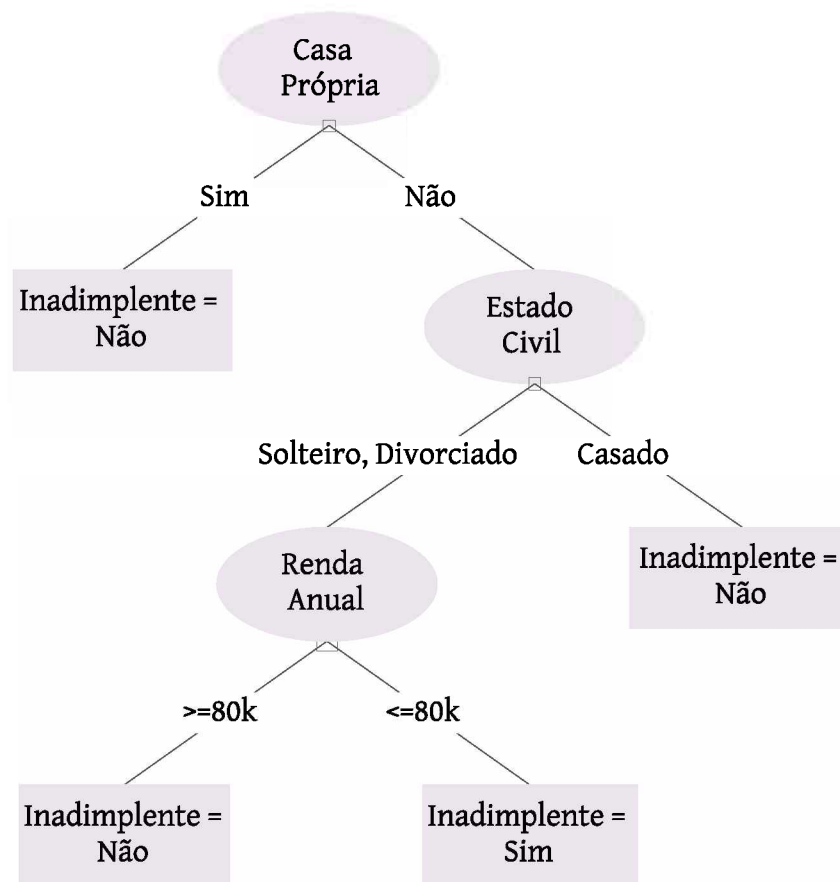 Casa
Própria
Sim
Não
Inadimplente =
Não
Estado
Civil
Solteiro, Divorciado
Casado
Renda
Anual
Inadimplente =
Não
>=80k
<=80k
Inadimplente =
Não
Inadimplente =
Sim